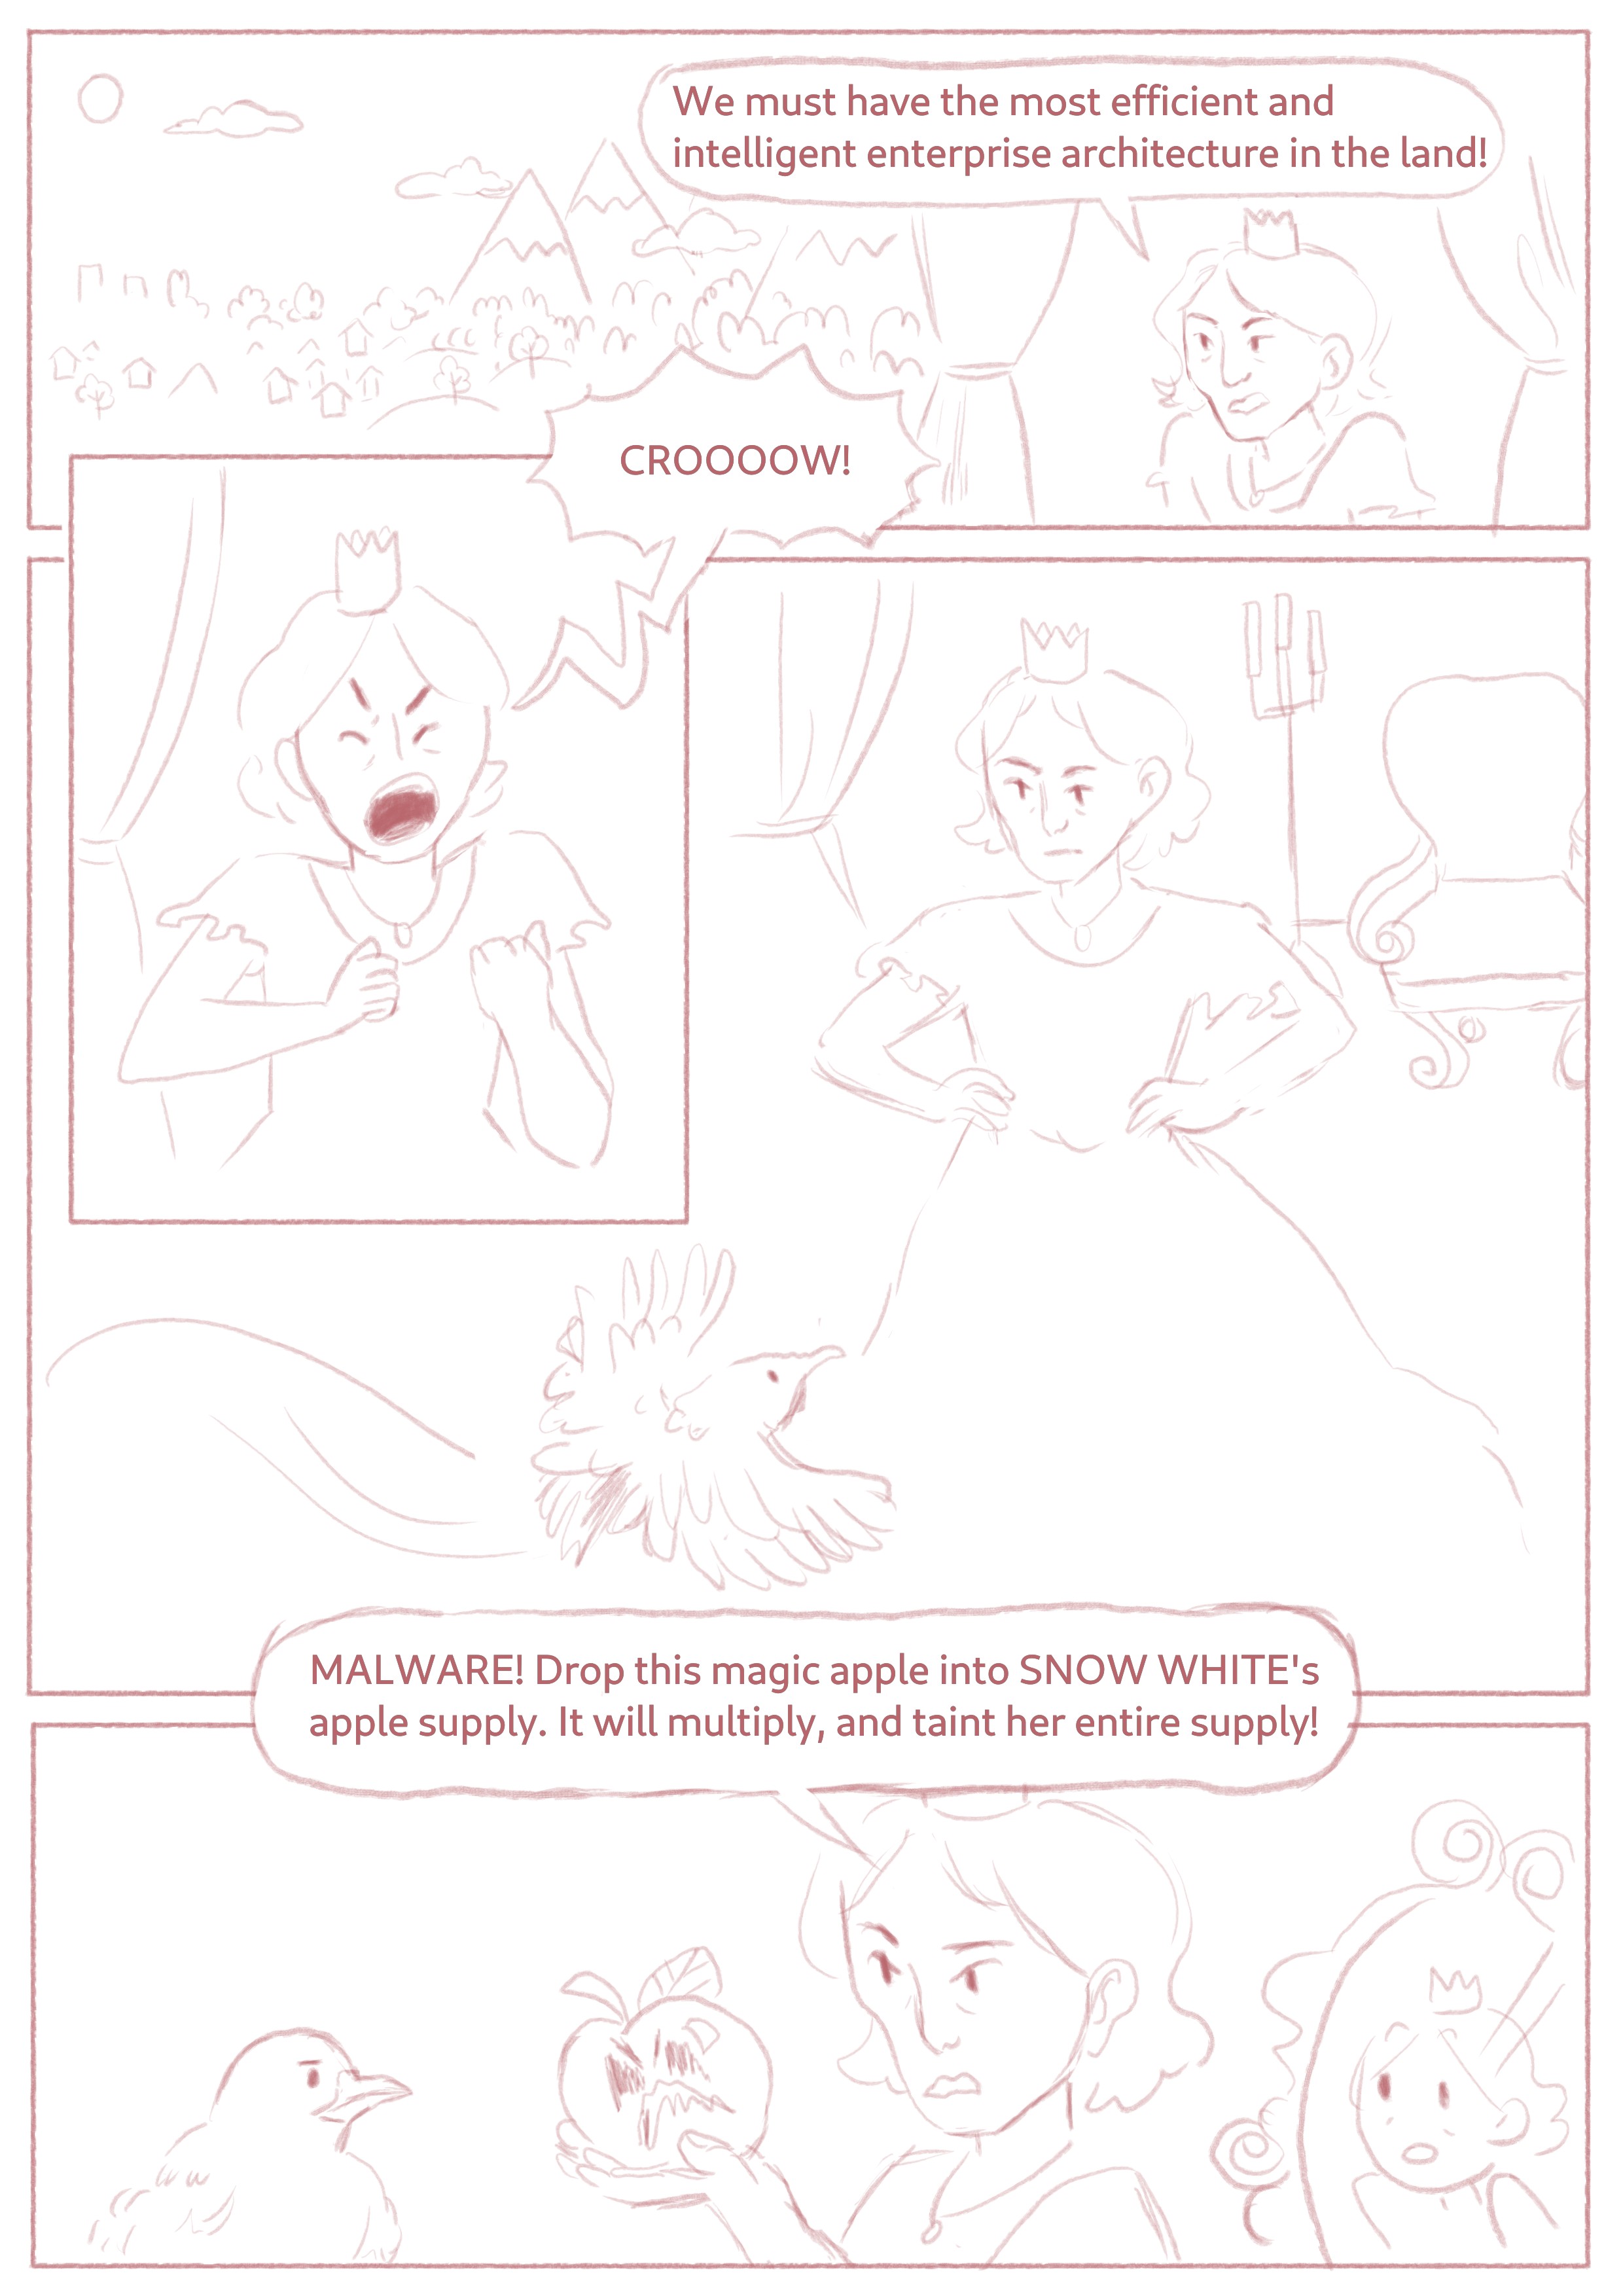 We must have the most efficient and
intelligent enterprise architecture in the land!
CROOOOW!
MALWARE! Drop this magic apple into SNOW WHITE's
apple supply. It will multiply, and taint her entire supply!